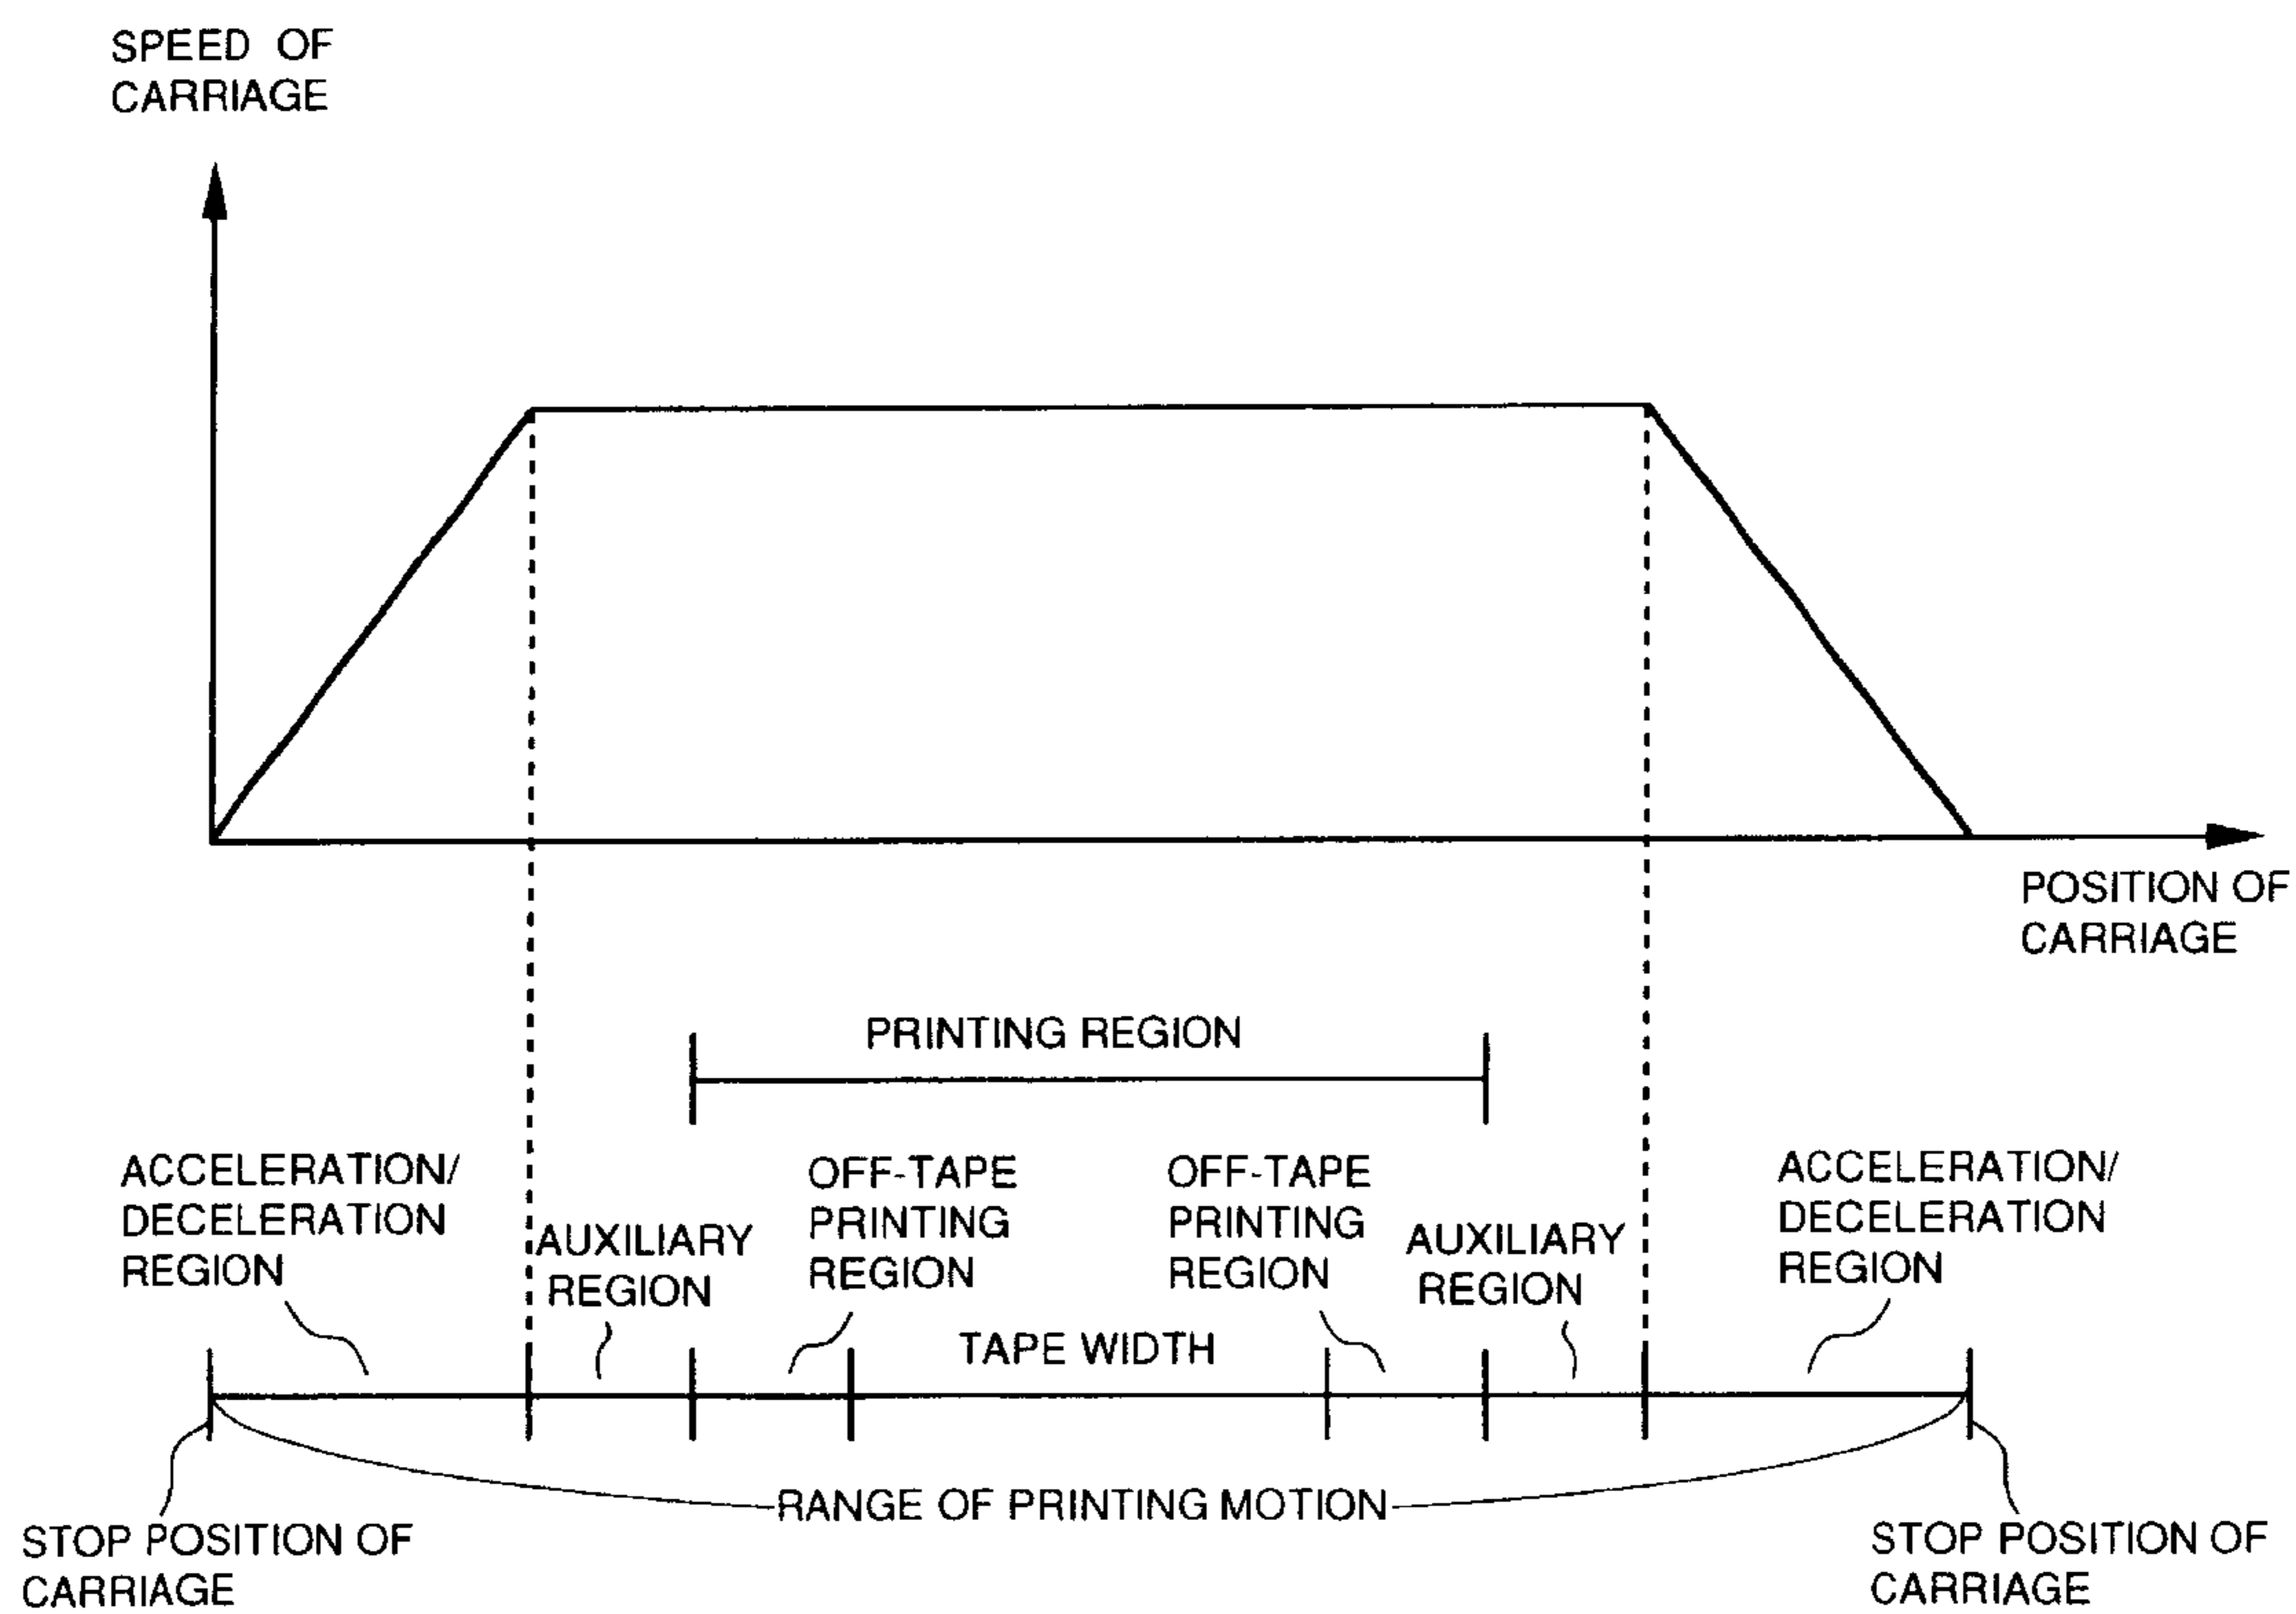 SPEED OF
CARRIAGE
POSITION OF
CARRIAGE
PRINTING REGION
ACCELERATION/
DECELERATION
REGION
AUXILIARY
REGION
OFF-TAPE
PRINTING
REGION
TAPE WIDTH
OFF-TAPE
PRINTING
REGION
AUXILIARY
REGION
ACCELERATION/
DECELERATION
REGION
RANGE OF PRINTING MOTION
STOP POSITION OF
CARRIAGE
STOP POSITION OF
CARRIAGE